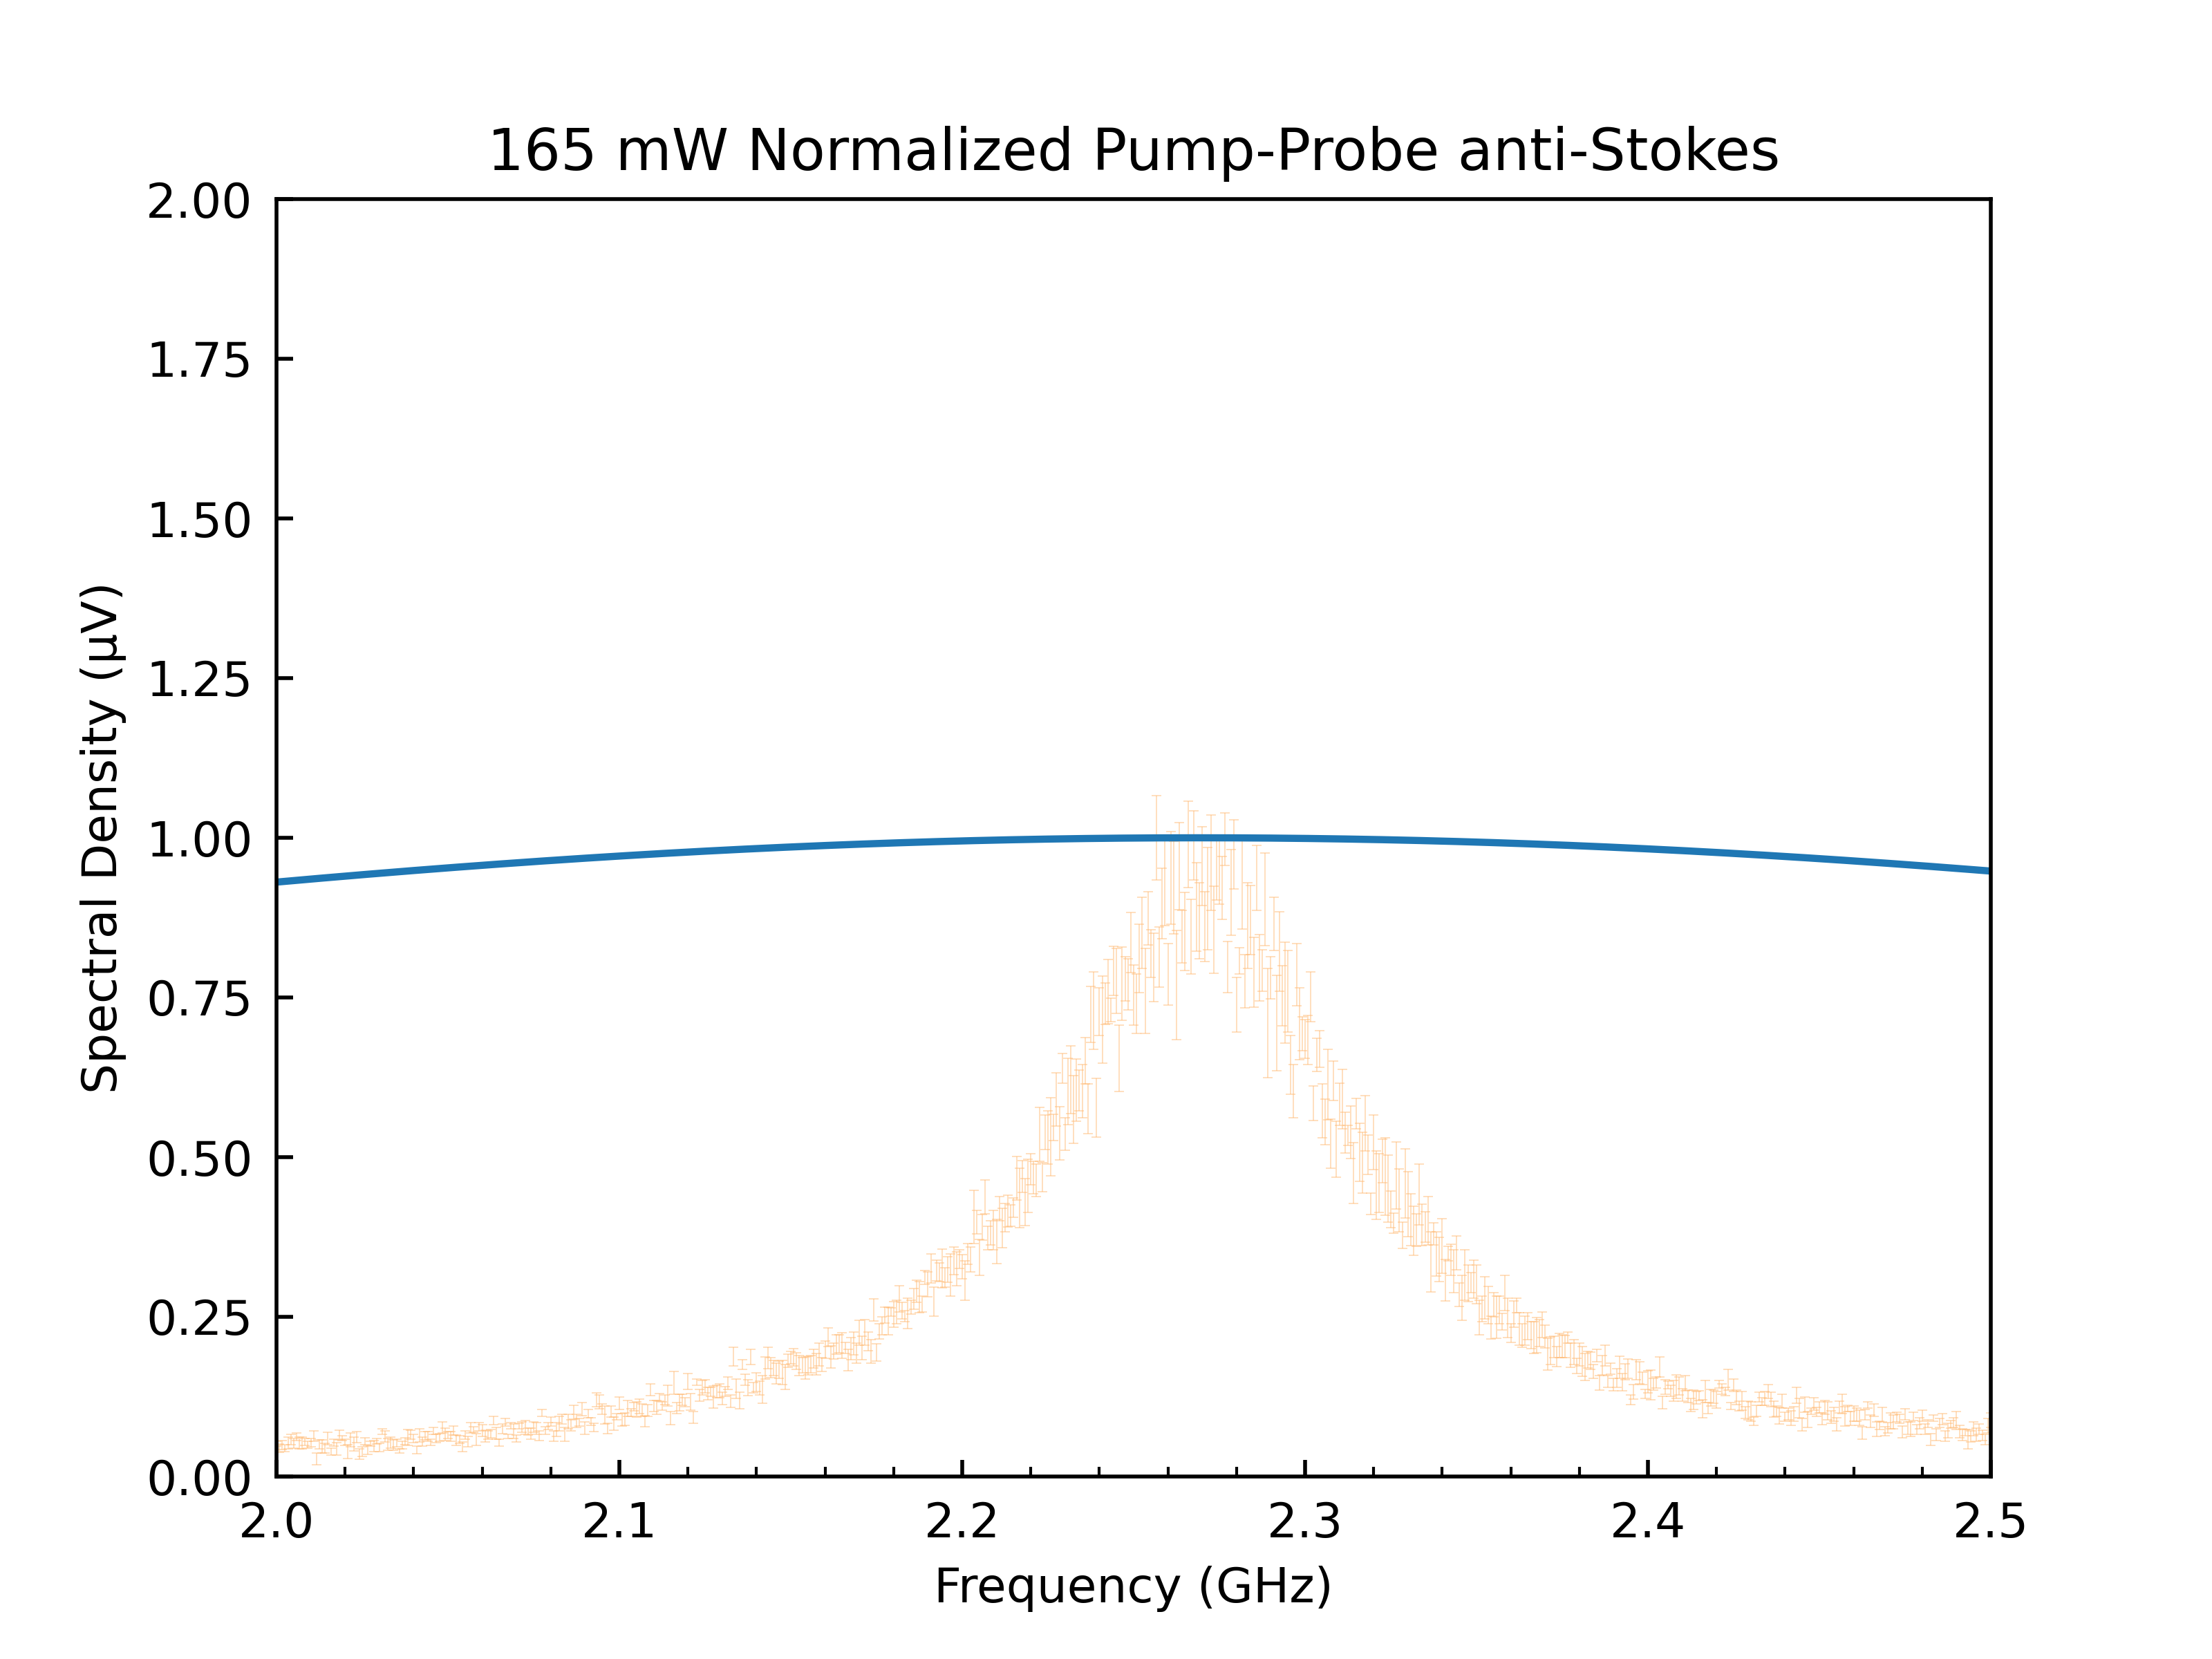 165 mW Normalized Pump-Probe anti-Stokes
2.00
1.75
1.50
1.25
1.00
0.75
0.50
0.25
0.00
Spectral Density (µV)
2.0 2.1 2.2 2.3 2.4 2.5
Frequency (GHz)